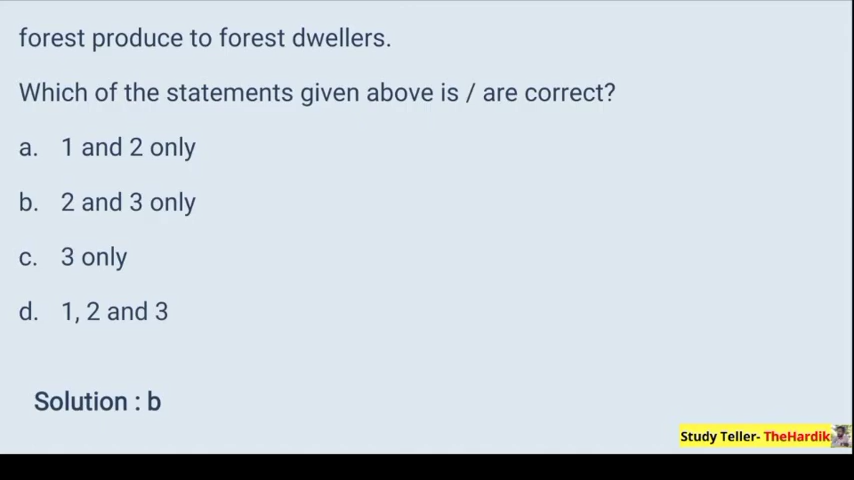 forest produce to forest dwellers.
Which of the statements given above is / are correct?
a. 1 and 2 only
b. 2 and 3 only
c. 3 only
d. 1, 2 and 3
Solution : b
Study Teller- TheHardik